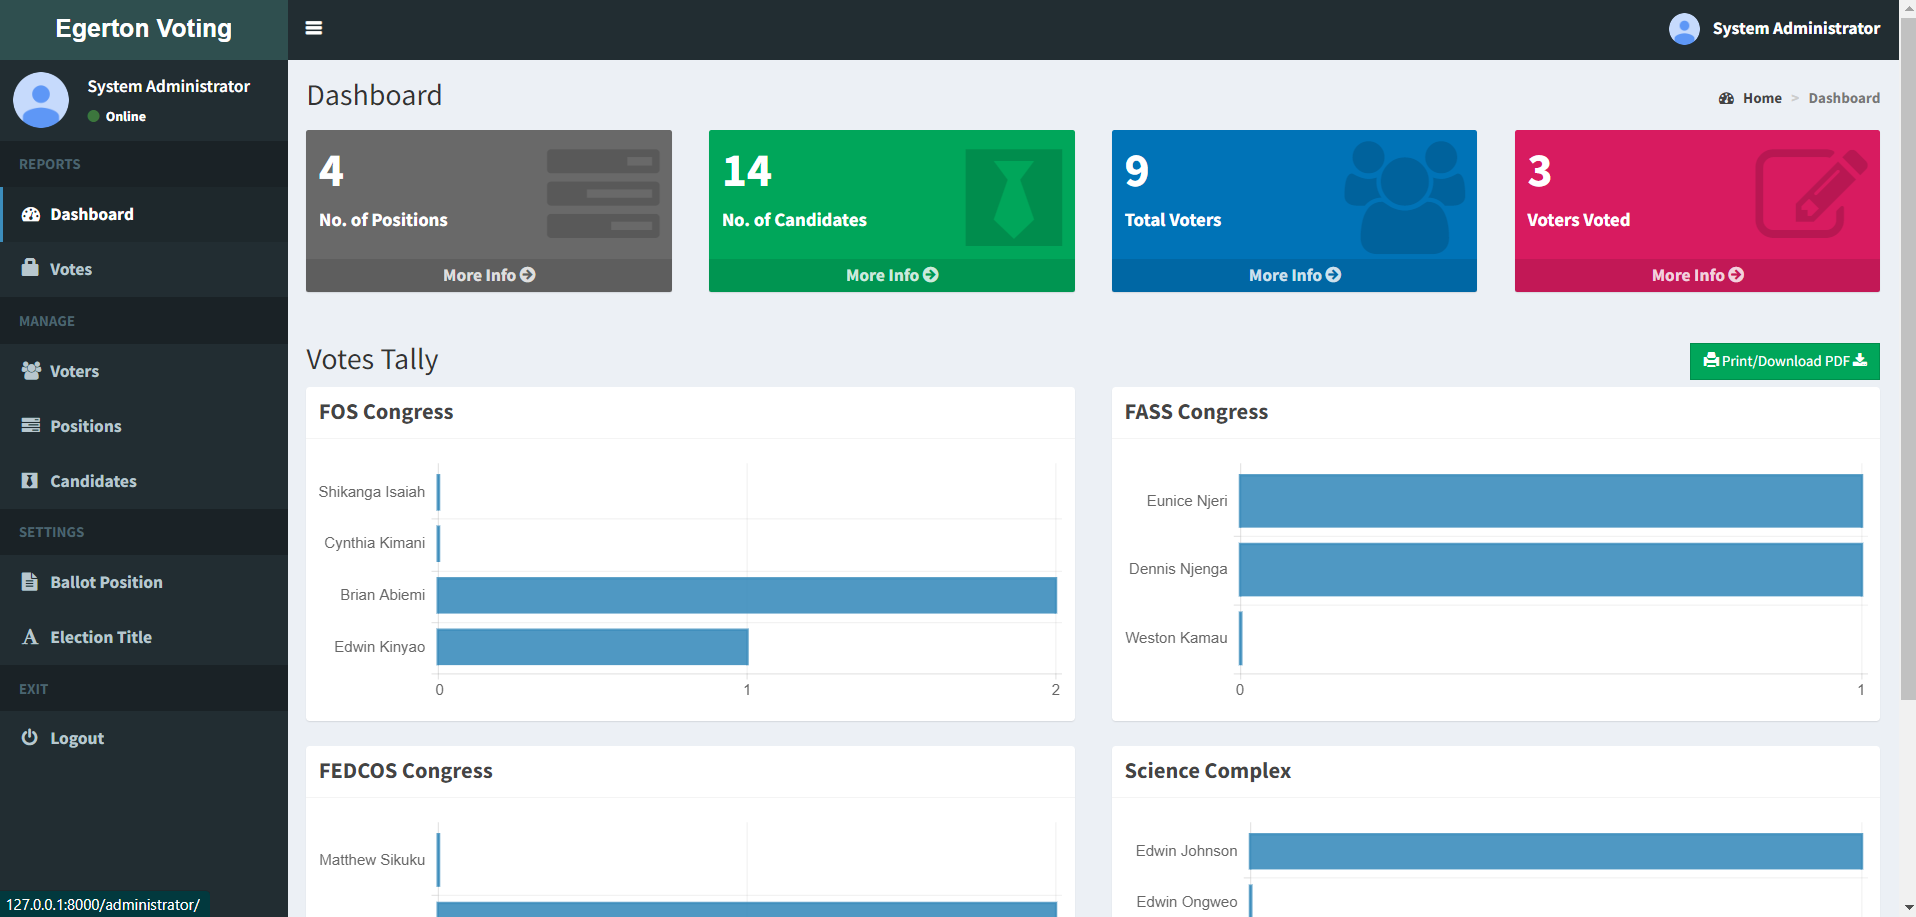 Egerton Voting
System Administrator
System Administrator
Online
REPORTS
Dashboard
Votes
MANAGE
Voters
Positions
Candidates
SETTINGS
Ballot Position
Election Title
EXIT
Logout
Dashboard
Home > Dashboard
4
No. of Positions
More Info
14
No. of Candidates
More Info
9
Total Voters
More Info
3
Voters Voted
More Info
Votes Tally
Print/Download PDF
FOS Congress
Shikanga Isaiah
Cynthia Kimani
Brian Abiemi
Edwin Kinyao
0 1 2
FASS Congress
Eunice Njeri
Dennis Njenga
Weston Kamau
0 1
FEDCOS Congress
Matthew Sikuku
Science Complex
Edwin Johnson
Edwin Ongweo
127.0.0.1:8000/administrator/